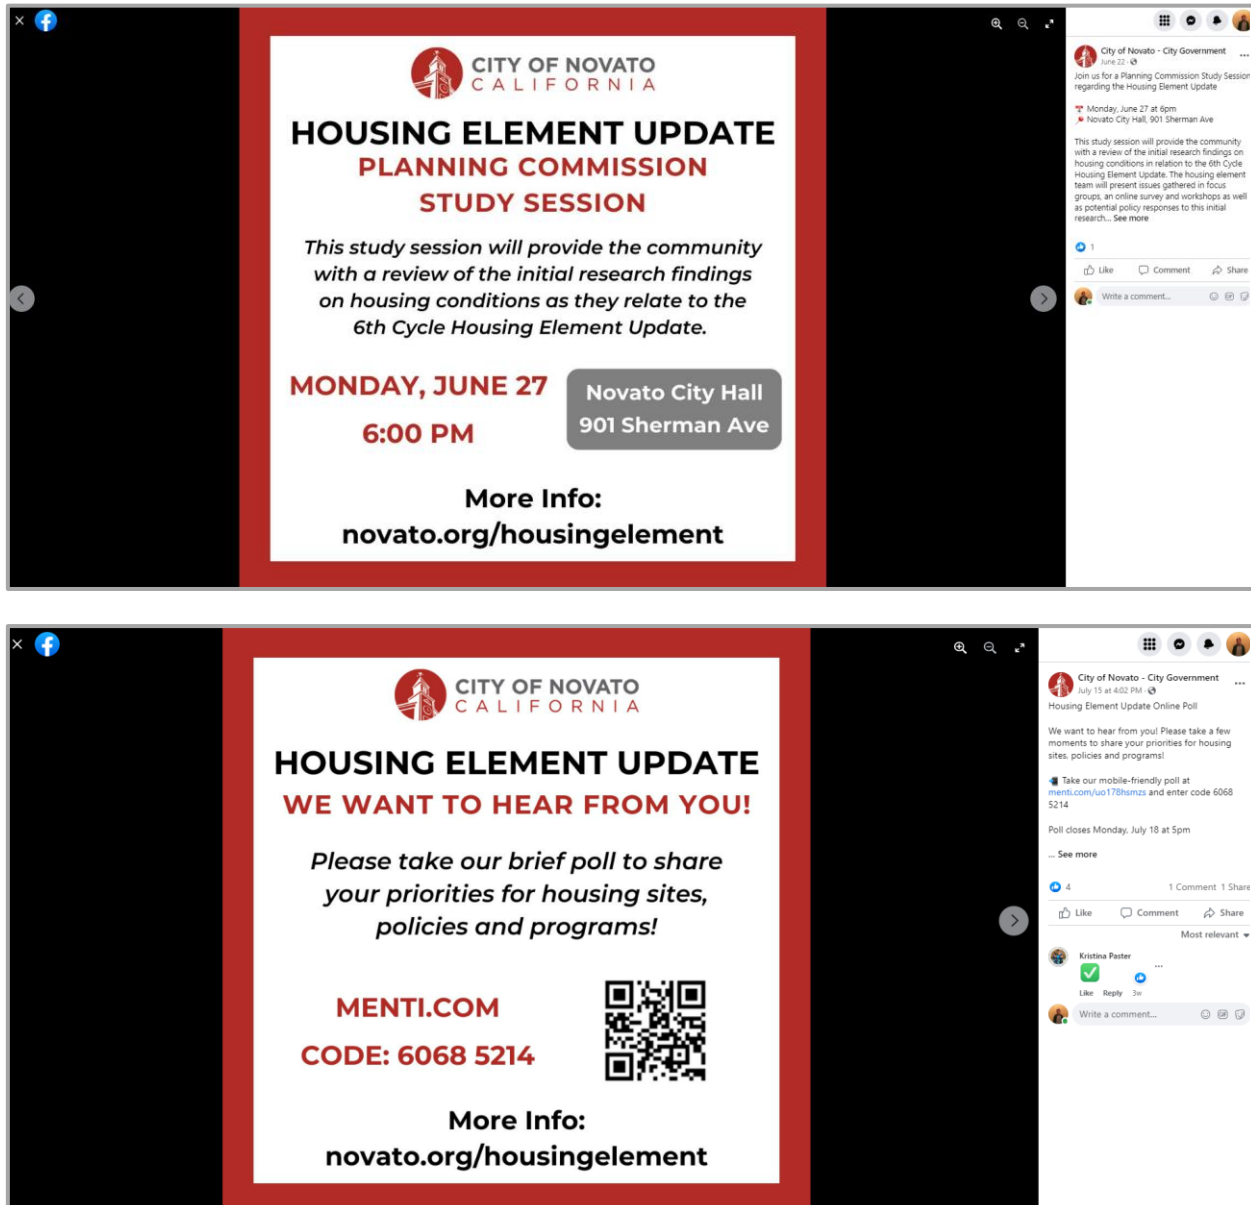 CITY OF NOVATO
CALIFORNIA
HOUSING ELEMENT UPDATE
PLANNING COMMISSION
STUDY SESSION
This study session will provide the community
with a review of the initial research findings
on housing conditions as they relate to the
6th Cycle Housing Element Update.
MONDAY, JUNE 27
6:00 PM
Novato City Hall
901 Sherman Ave
More Info:
novato.org/housingelement
City of Novato - City Government
June 22
Join us for a Planning Commission Study Session
regarding the Housing Element Update
Monday, June 27 at 6pm
Novato City Hall, 901 Sherman Ave
This study session will provide the community
with a review of the initial research findings on
housing conditions in relation to the 6th Cycle
Housing Element Update. The housing element
team will present issues gathered in focus
groups, an online survey and workshops as well
as potential policy responses to this initial
research... See more
1
Like Comment Share
Write a comment...
CITY OF NOVATO
CALIFORNIA
HOUSING ELEMENT UPDATE
WE WANT TO HEAR FROM YOU!
Please take our brief poll to share
your priorities for housing sites,
policies and programs!
MENTI.COM
CODE: 6068 5214
More Info:
novato.org/housingelement
City of Novato - City Government
July 15 at 4:02 PM
Housing Element Update Online Poll
We want to hear from you! Please take a few
moments to share your priorities for housing
sites, policies and programs!
Take our mobile-friendly poll at
menti.com/uo178hsmzs and enter code 6068
5214
Poll closes Monday, July 18 at 5pm
... See more
4 1 Comment 1 Share
Like Comment Share
Most relevant
Kristina Paster
Like Reply 3w
Write a comment...